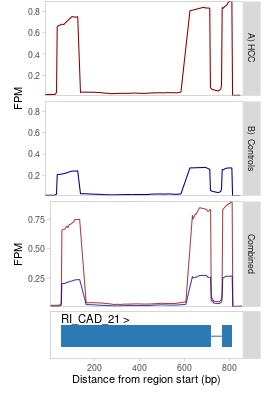 0.8
0.6
0.4
0.2
FPM
A) HCC
0.8
0.6
0.4
0.2
B) Controls
0.75
0.50
0.25
FPM
Combined
RI_CAD_21 >
200 400 600 800
Distance from region start (bp)